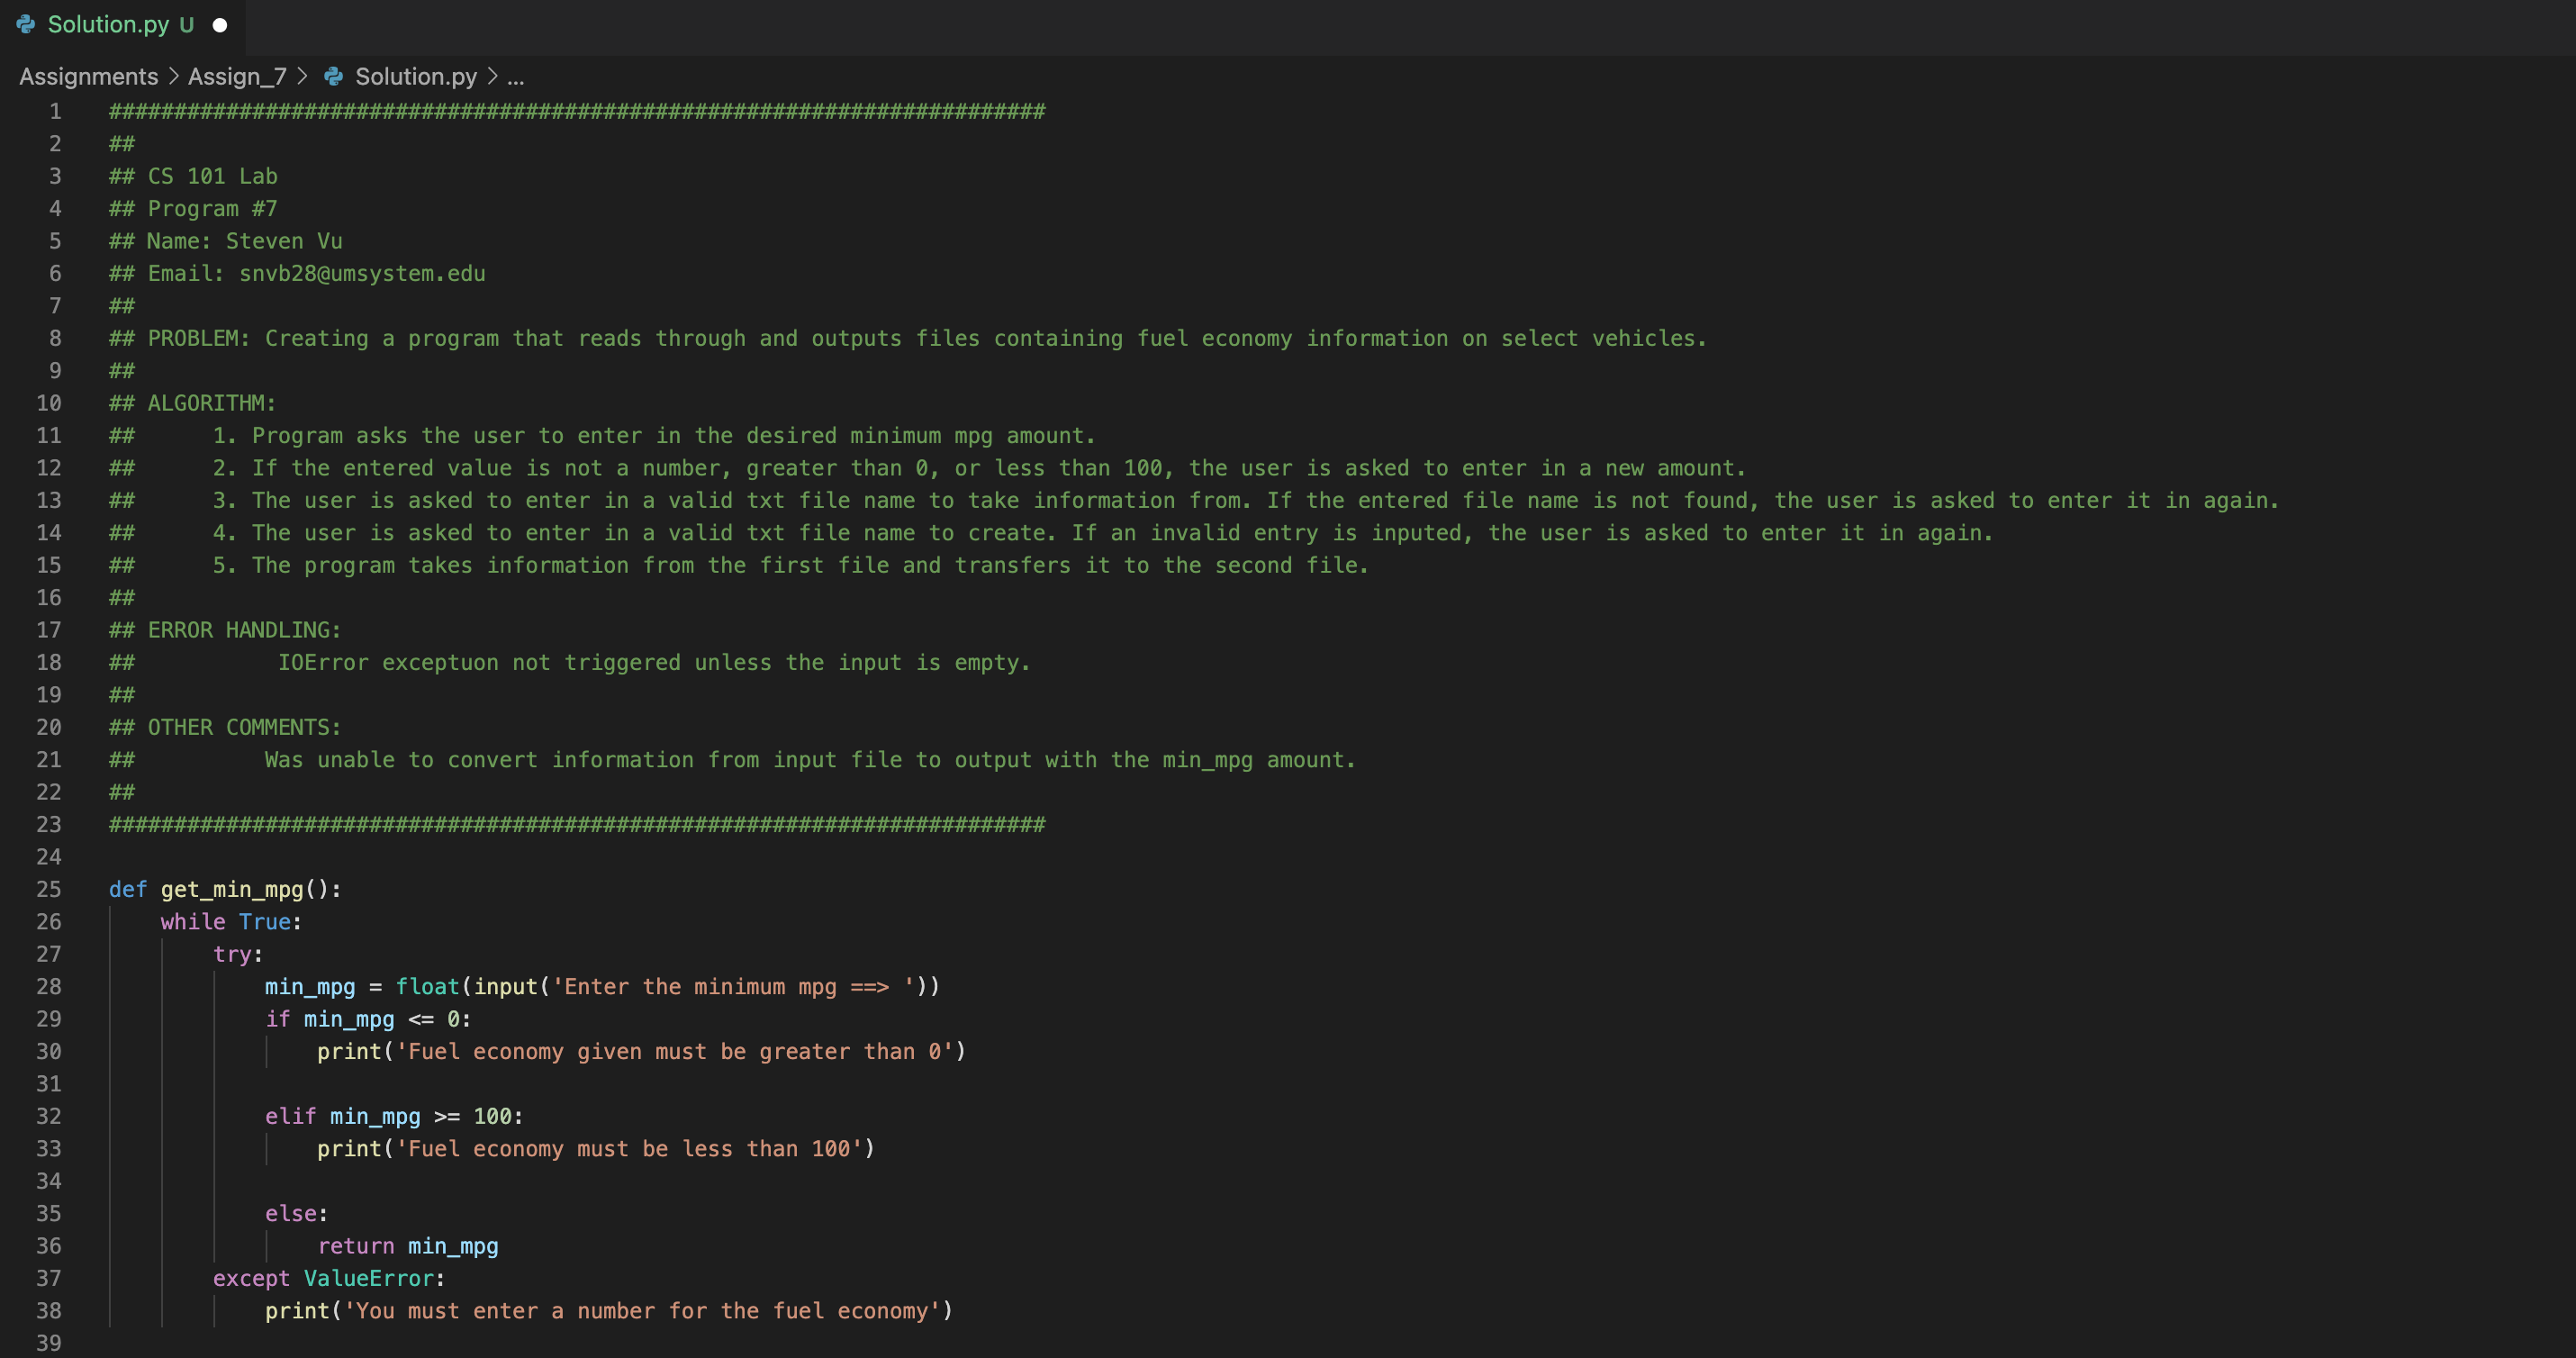 Solution.py U
Assignments > Assign_7 > Solution.py > ...
1 ########################################################################
2 ##
3 ## CS 101 Lab
4 ## Program #7
5 ## Name: Steven Vu
6 ## Email: snvb28@umsystem.edu
7 ##
8 ## PROBLEM: Creating a program that reads through and outputs files containing fuel economy information on select vehicles.
9 ##
10 ## ALGORITHM:
11 ##      1. Program asks the user to enter in the desired minimum mpg amount.
12 ##      2. If the entered value is not a number, greater than 0, or less than 100, the user is asked to enter in a new amount.
13 ##      3. The user is asked to enter in a valid txt file name to take information from. If the entered file name is not found, the user is asked to enter it in again.
14 ##      4. The user is asked to enter in a valid txt file name to create. If an invalid entry is inputed, the user is asked to enter it in again.
15 ##      5. The program takes information from the first file and transfers it to the second file.
16 ##
17 ## ERROR HANDLING:
18 ##           IOError exceptuon not triggered unless the input is empty.
19 ##
20 ## OTHER COMMENTS:
21 ##          Was unable to convert information from input file to output with the min_mpg amount.
22 ##
23 ########################################################################
24
25 def get_min_mpg():
26     while True:
27         try:
28             min_mpg = float(input('Enter the minimum mpg ==> '))
29             if min_mpg <= 0:
30                 print('Fuel economy given must be greater than 0')
31
32             elif min_mpg >= 100:
33                 print('Fuel economy must be less than 100')
34
35             else:
36                 return min_mpg
37         except ValueError:
38             print('You must enter a number for the fuel economy')
39